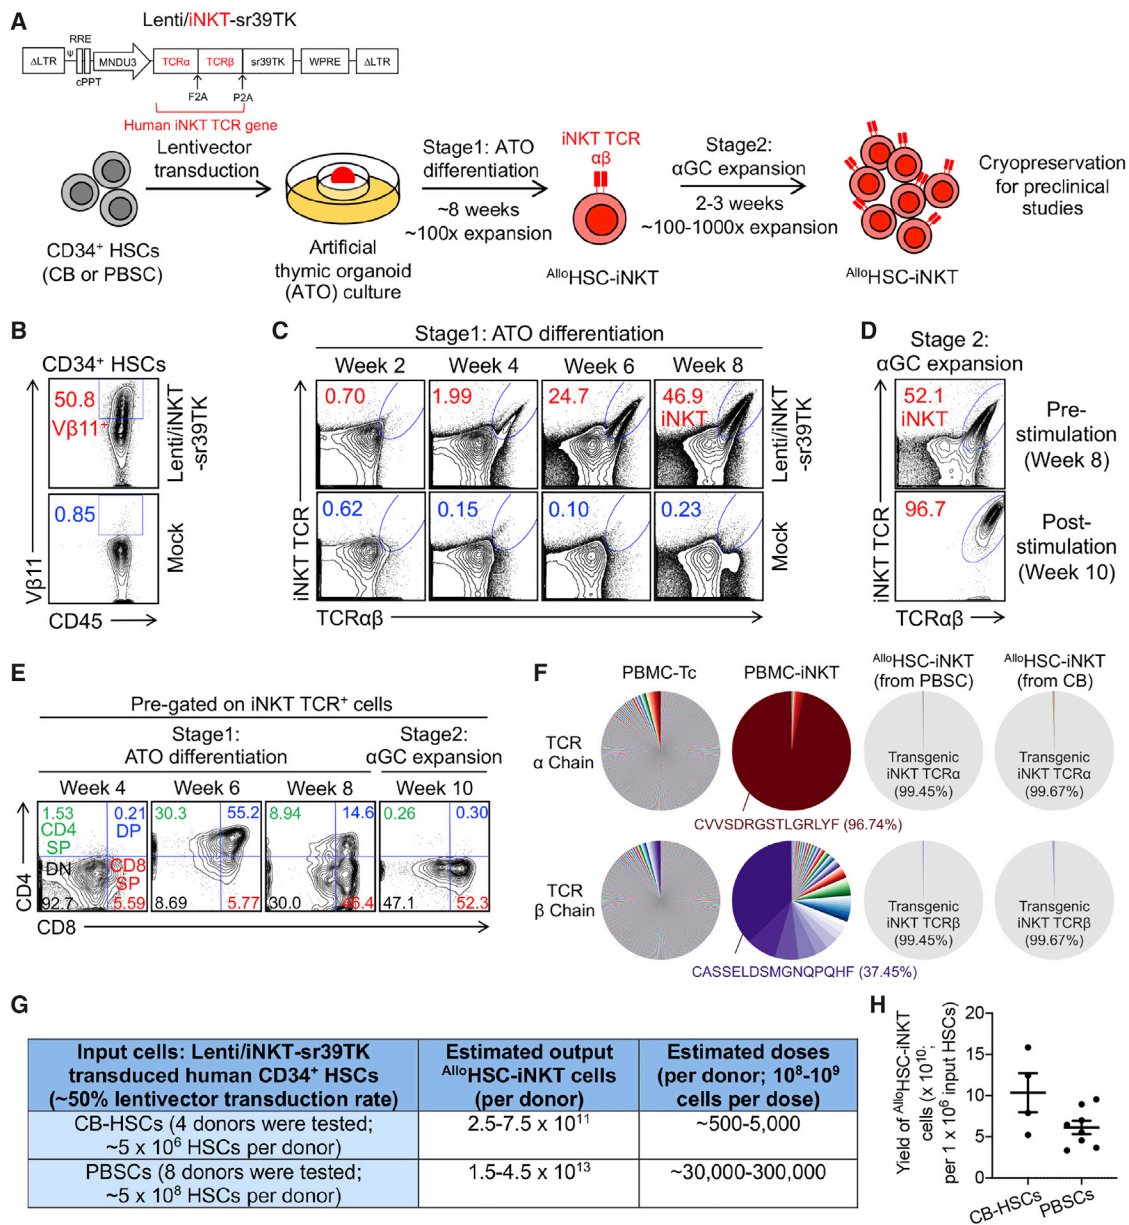 A
Lenti/iNKT-sr39TK
RRE
ΔLTR
ψ
MNDU3
TCRα
TCRβ
sr39TK
WPRE
ΔLTR
cPPT
F2A
P2A
Human iNKT TCR gene
Lentivector
transduction
Stage1: ATO
differentiation
~8 weeks
~100x expansion
iNKT TCR
αβ
Stage2:
αGC expansion
2-3 weeks
~100-1000x expansion
Cryopreservation
for preclinical
studies
CD34+ HSCs
(CB or PBSC)
Artificial
thymic organoid
(ATO) culture
AlloHSC-iNKT
AlloHSC-iNKT
B
CD34+ HSCs
50.8
Vβ11+
Lenti/iNKT
-sr39TK
0.85
Mock
Vβ11
CD45
C
Stage1: ATO differentiation
Week 2
Week 4
Week 6
Week 8
0.70
1.99
24.7
46.9
iNKT
Lenti/iNKT
-sr39TK
0.62
0.15
0.10
0.23
Mock
iNKT TCR
TCRαβ
D
Stage 2:
αGC expansion
52.1
iNKT
Pre-
stimulation
(Week 8)
96.7
Post-
stimulation
(Week 10)
iNKT TCR
TCRαβ
E
Pre-gated on iNKT TCR+ cells
Stage1:
ATO differentiation
Stage2:
αGC expansion
Week 4
Week 6
Week 8
Week 10
1.53
CD4
SP
0.21
DP
DN
CD8
SP
92.7
5.59
30.3
55.2
8.69
5.77
8.94
14.6
30.0
46.4
0.26
0.30
47.1
52.3
CD4
CD8
F
PBMC-Tc
PBMC-iNKT
AlloHSC-iNKT
(from PBSC)
AlloHSC-iNKT
(from CB)
TCR
α Chain
Transgenic
iNKT TCRα
(99.45%)
Transgenic
iNKT TCRα
(99.67%)
CVVSDRGSTLGRLYF (96.74%)
TCR
β Chain
Transgenic
iNKT TCRβ
(99.45%)
Transgenic
iNKT TCRβ
(99.67%)
CASSELDSMGNQPQHF (37.45%)
G
Input cells: Lenti/iNKT-sr39TK
transduced human CD34+ HSCs
(~50% lentivector transduction rate)
Estimated output
AlloHSC-iNKT cells
(per donor)
Estimated doses
(per donor; 10⁸-10⁹
cells per dose)
CB-HSCs (4 donors were tested;
~5 x 10⁶ HSCs per donor)
2.5-7.5 x 10¹¹
~500-5,000
PBSCs (8 donors were tested;
~5 x 10⁸ HSCs per donor)
1.5-4.5 x 10¹³
~30,000-300,000
H
Yield of AlloHSC-iNKT
cells (x 10¹⁰;
per 1 x 10⁶ input HSCs)
20
15
10
5
0
CB-HSCs
PBSCs